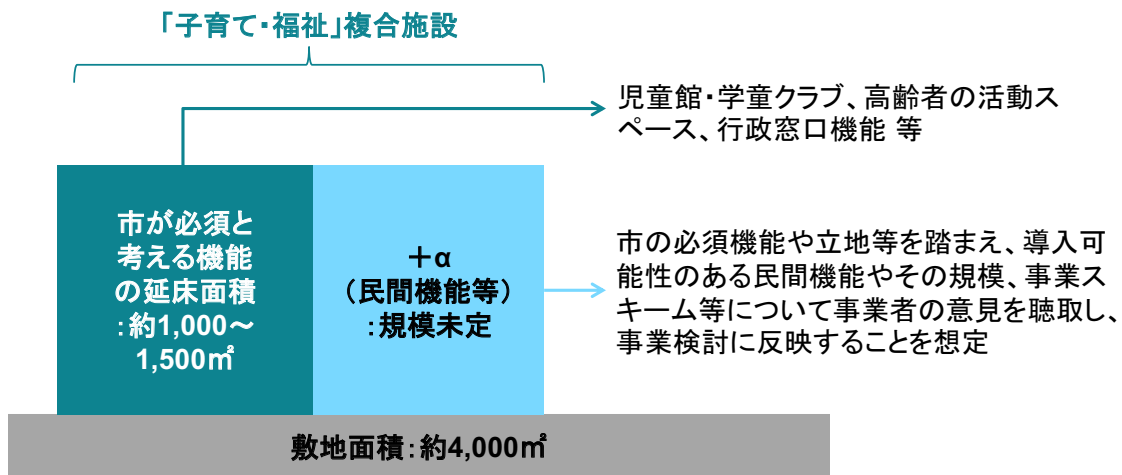 「子育て・福祉」複合施設
児童館・学童クラブ、高齢者の活動ス
ペース、行政窓口機能 等
市が必須と
考える機能
の延床面積
：約1,000～
1,500㎡
＋α
（民間機能等）
：規模未定
市の必須機能や立地等を踏まえ、導入可
能性のある民間機能やその規模、事業ス
キーム等について事業者の意見を聴取し、
事業検討に反映することを想定
敷地面積：約4,000㎡